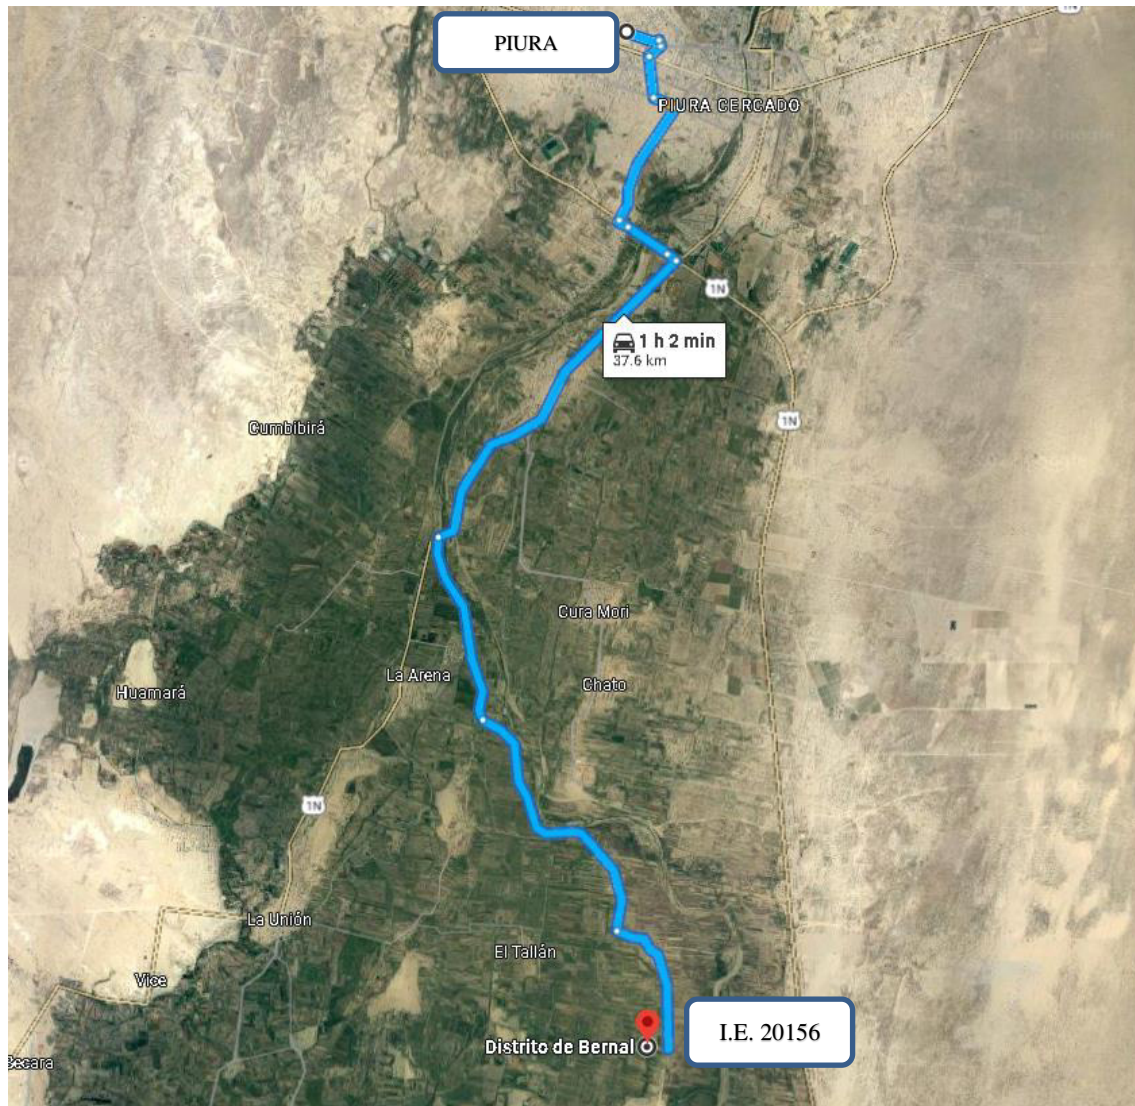 1N
PIURA
PIURA CERCADO
1N
1 h 2 min
37.6 km
1N
Cumbibirá
Cura Mori
La Arena
Chato
Huamará
1N
La Unión
El Tallán
Vice
I.E. 20156
Distrito de Bernal
Becara